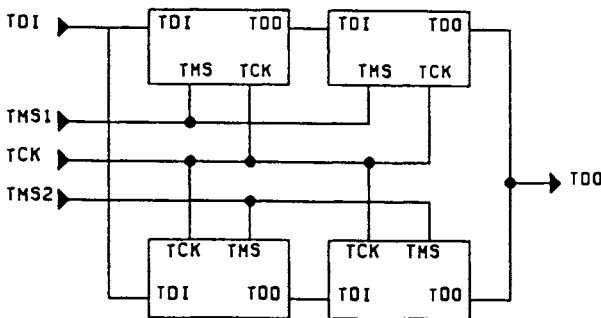 TDI
TDI TDO
TDI TDO
TMS TCK
TMS TCK
TMS1
TCK
TMS2
TDO
TCK TMS
TCK TMS
TDI TDO
TDI TDO